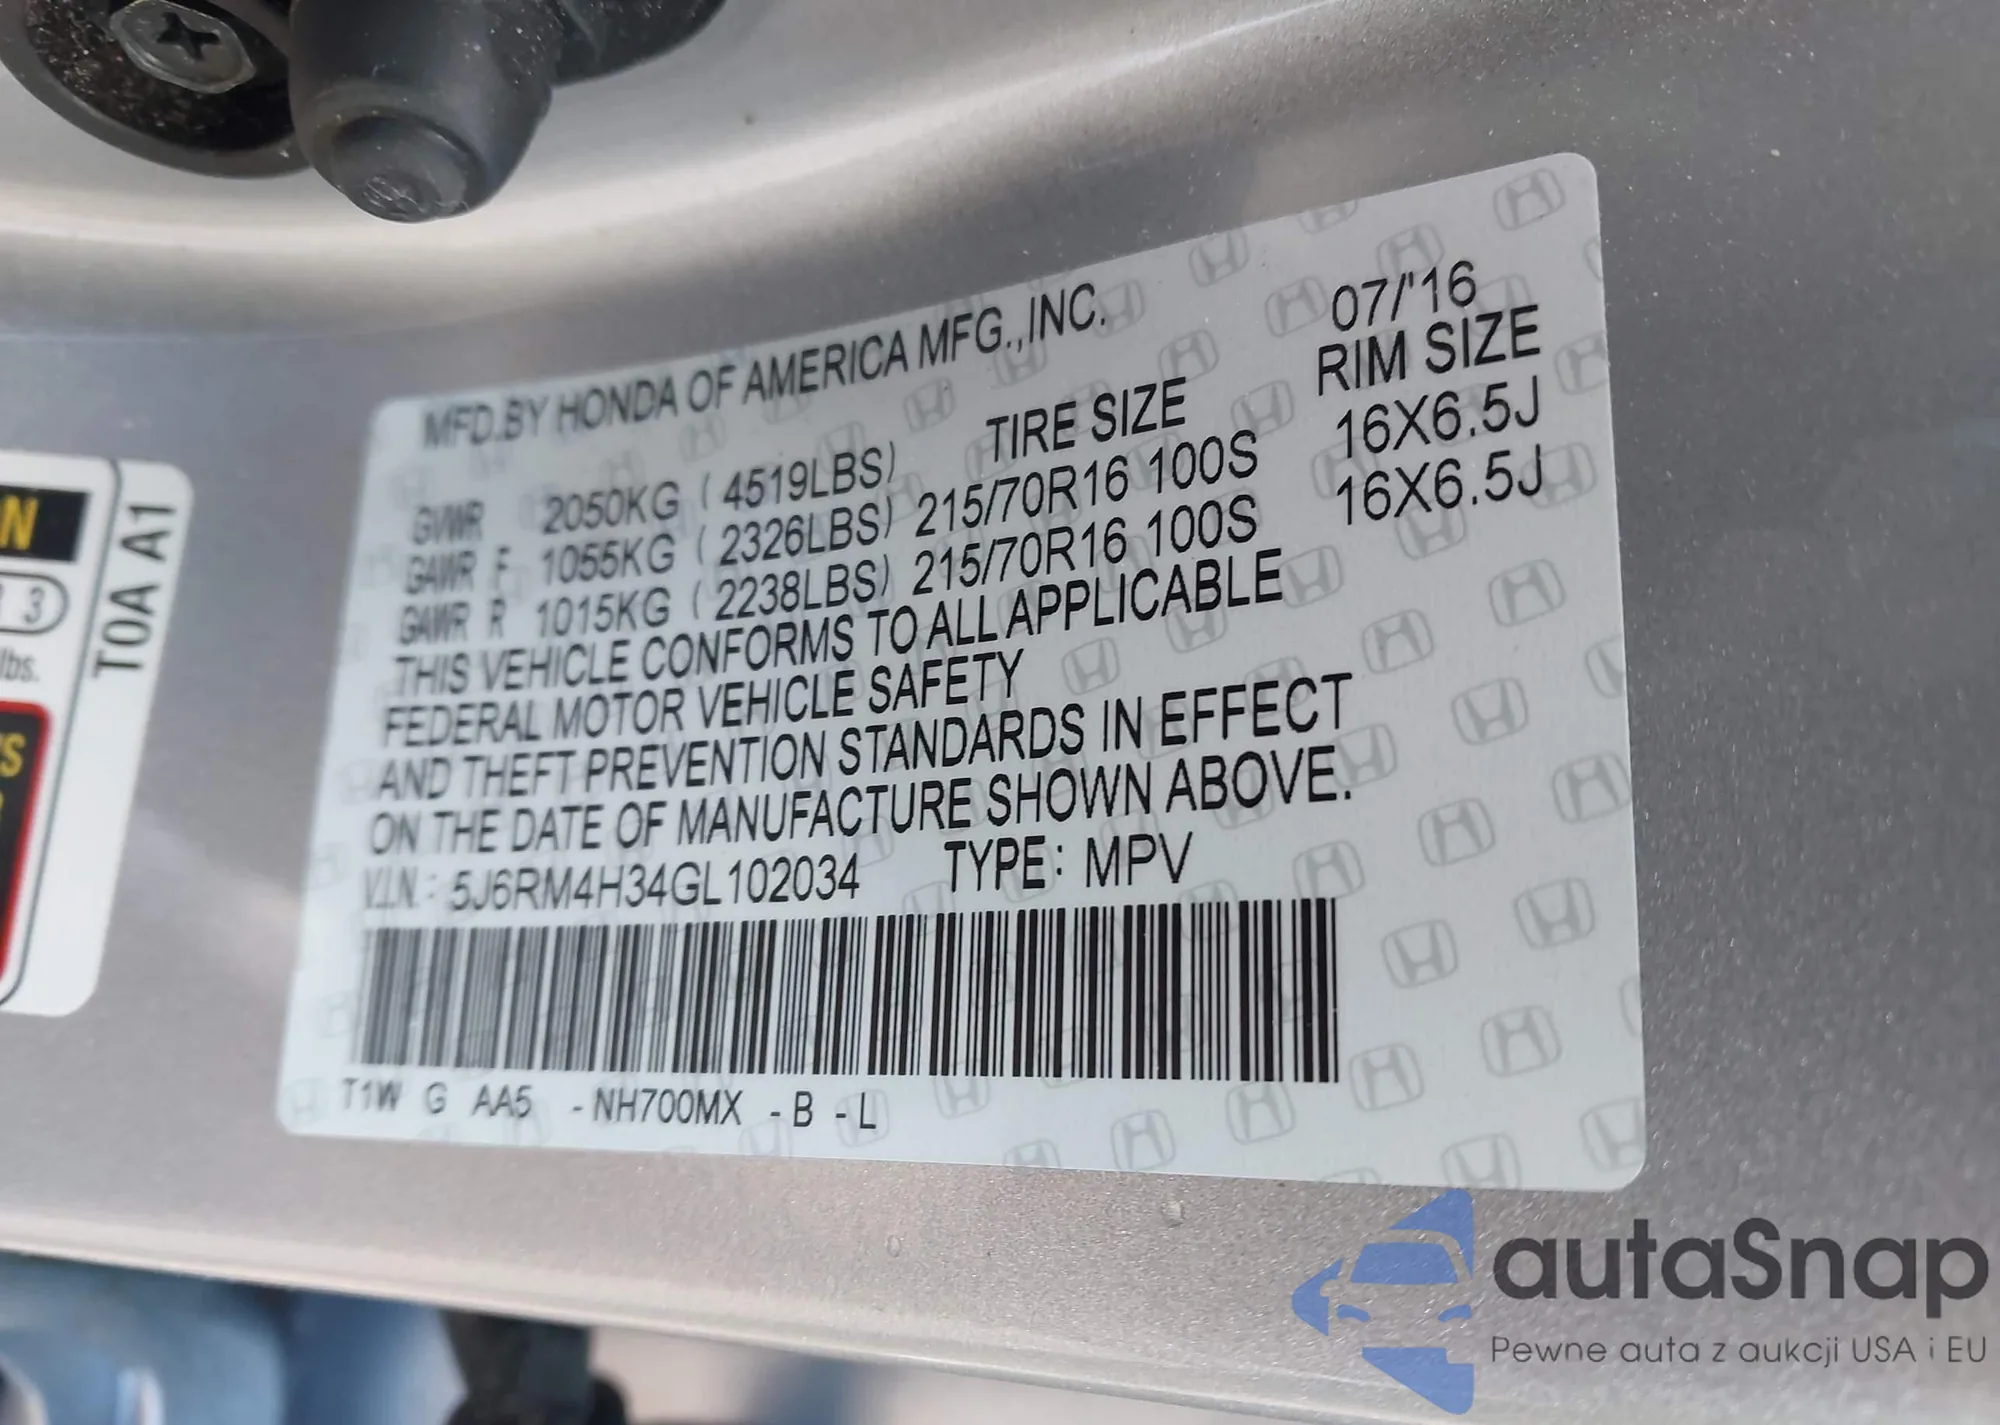 MFD.BY HONDA OF AMERICA MFG.,INC. 07/'16
TIRE SIZE RIM SIZE
GVWR 2050KG ( 4519LBS)
GAWR F 1055KG ( 2326LBS) 215/70R16 100S 16X6.5J
GAWR R 1015KG ( 2238LBS) 215/70R16 100S 16X6.5J
THIS VEHICLE CONFORMS TO ALL APPLICABLE
FEDERAL MOTOR VEHICLE SAFETY
AND THEFT PREVENTION STANDARDS IN EFFECT
ON THE DATE OF MANUFACTURE SHOWN ABOVE.
V.I.N.: 5J6RM4H34GL102034 TYPE: MPV
T1W G AA5 -NH700MX -B -L
T0A A1
3
lbs.
autaSnap
Pewne auta z aukcji USA i EU